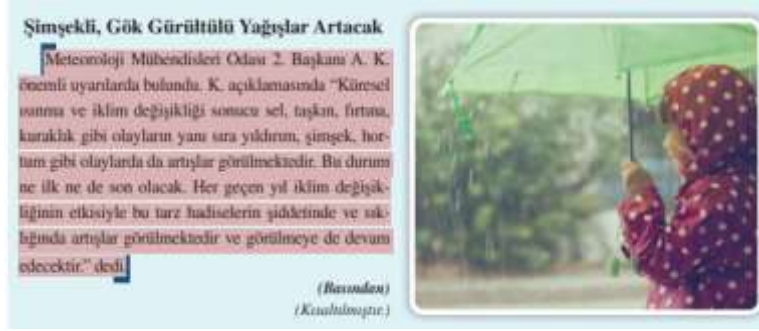 Şimşekli, Gök Gürültülü Yağışlar Artacak
Meteoroloji Mühendisleri Odası 2. Başkanı A. K.
önemli uyarılarda bulundu. K. açıklamasında “Küresel
ısınma ve iklim değişikliği sonucu sel, taşkın, fırtına,
kuraklık gibi olayların yanı sıra yıldırım, şimşek, hor-
tum gibi olaylarda da artışlar görülmektedir. Bu durum
ne ilk ne de son olacak. Her geçen yıl iklim değişik-
liğinin etkisiyle bu tarz hadiselerin şiddetinde ve sık-
lığında artışlar görülmektedir ve görülmeye de devam
edecektir.” dedi.
(Basından)
(Kısaltılmıştır.)